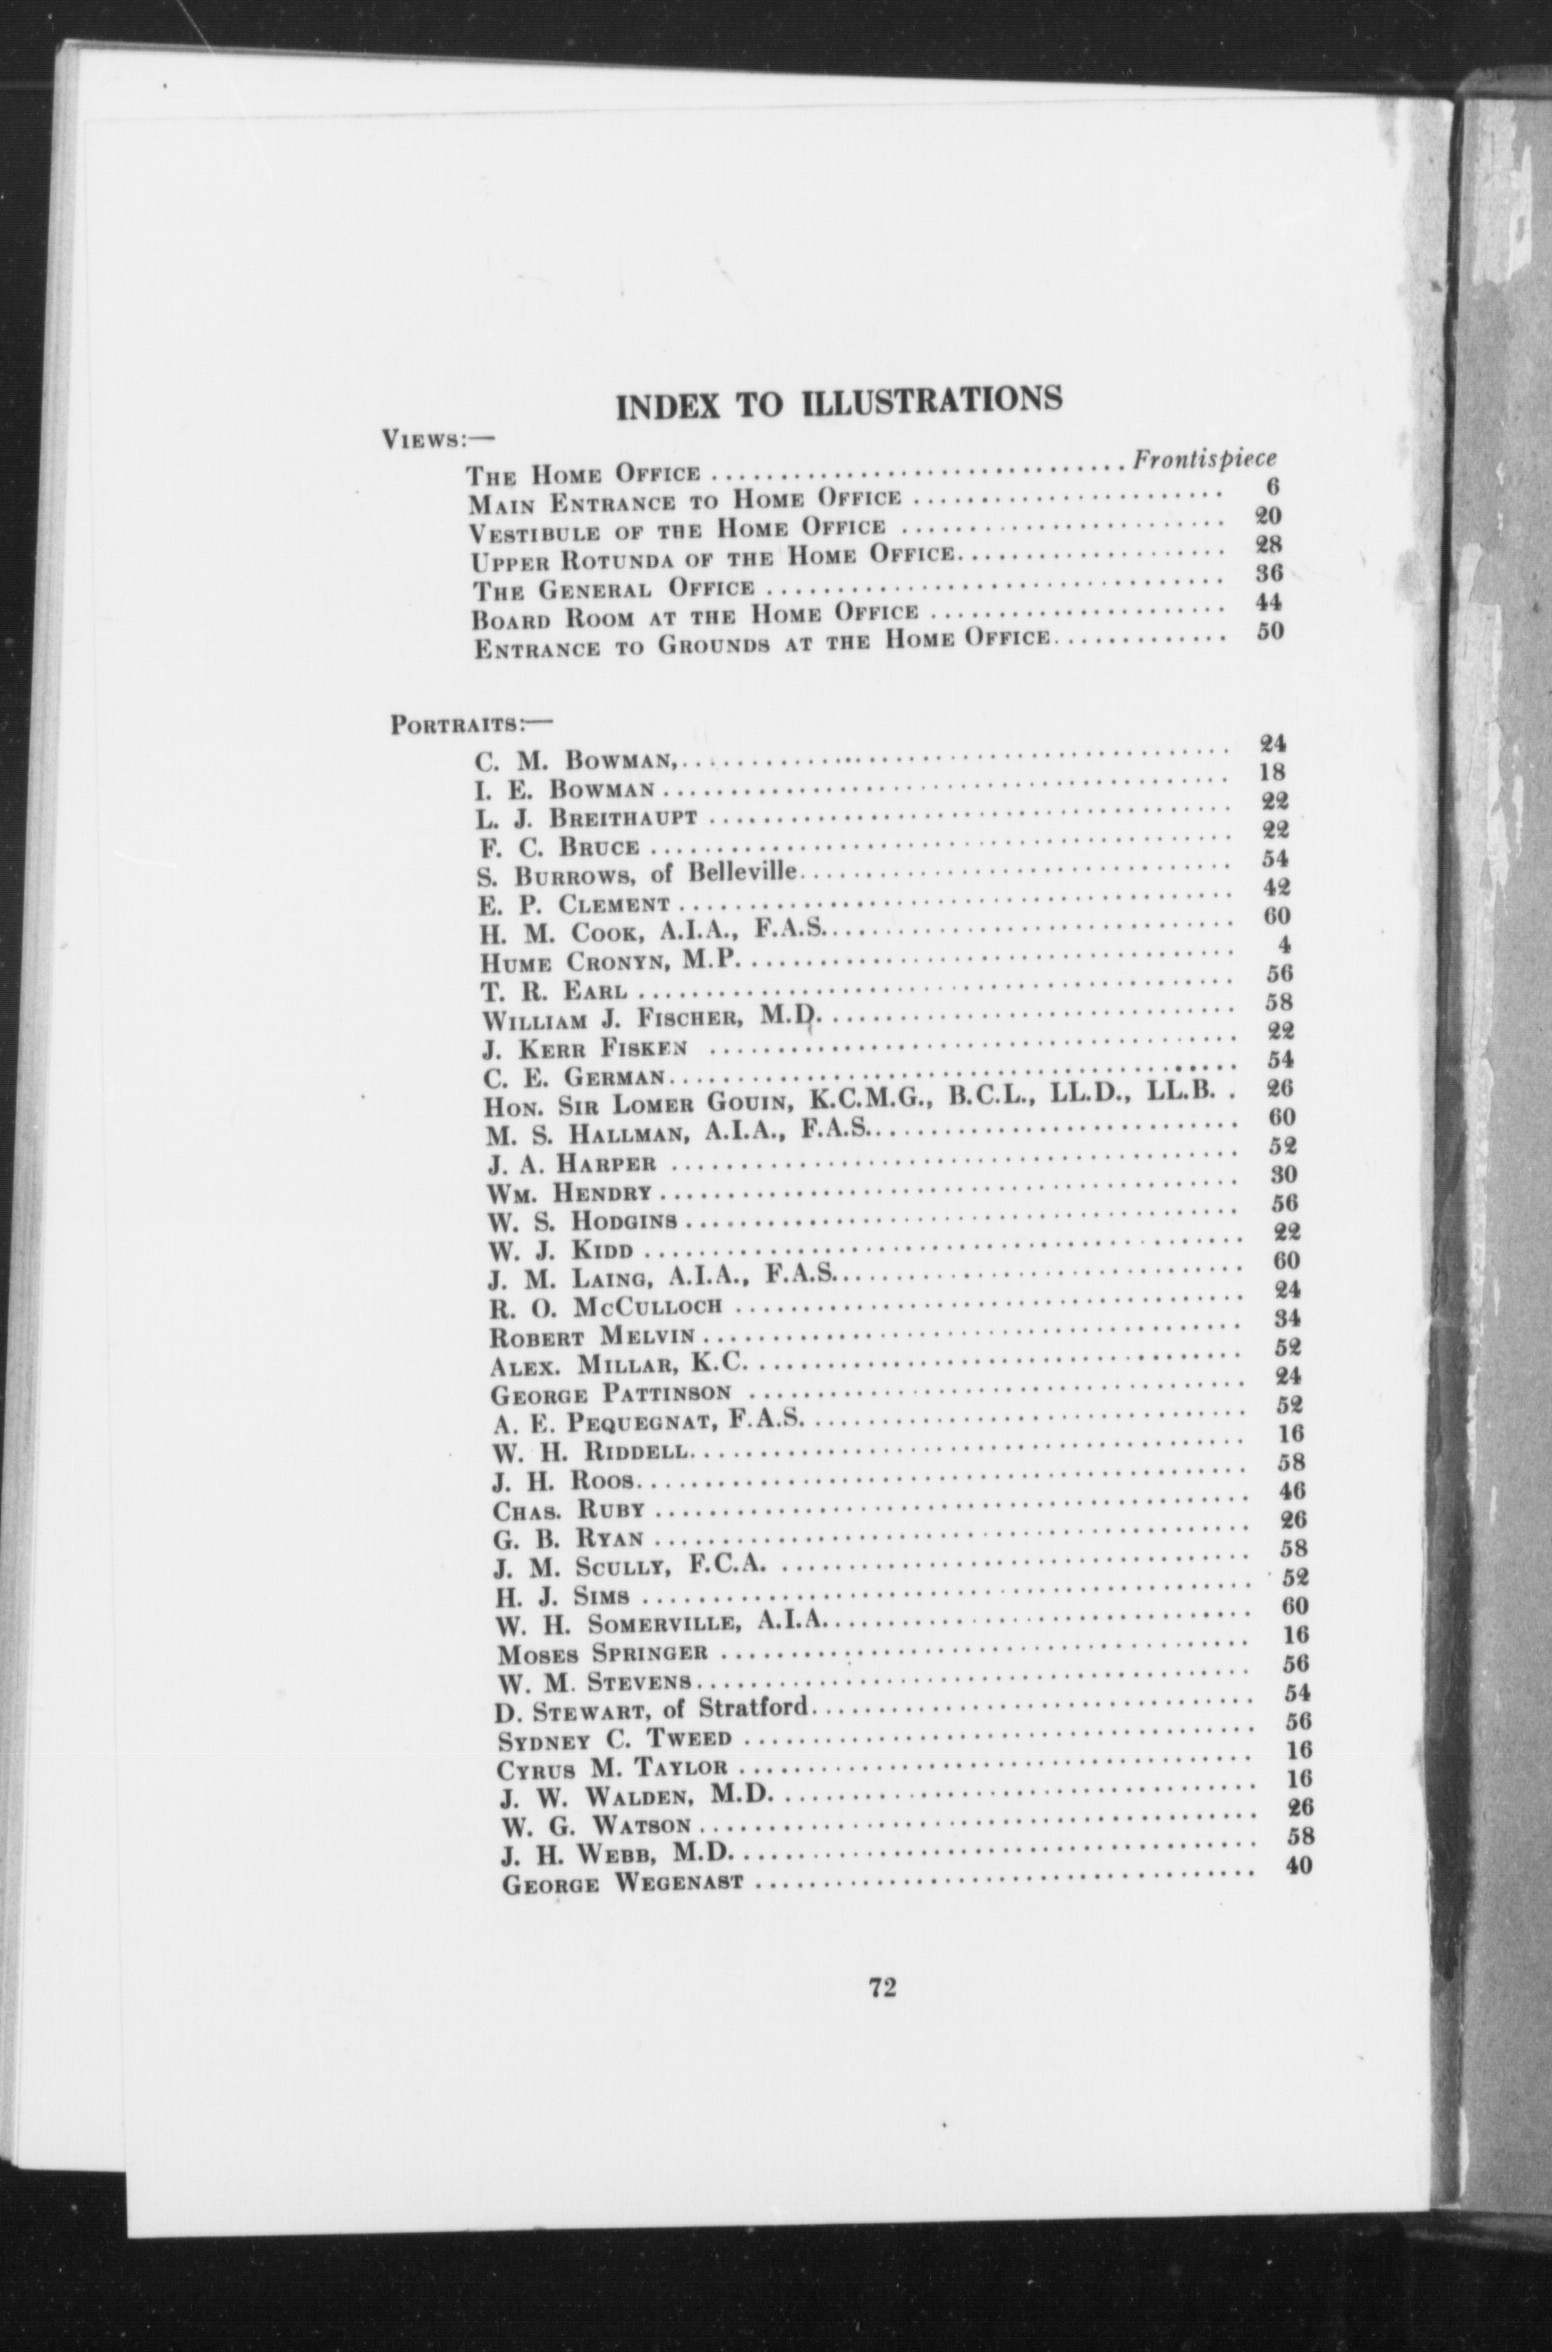 INDEX TO ILLUSTRATIONS
VIEWS:—
THE HOME OFFICE ............................... Frontispiece
MAIN ENTRANCE TO HOME OFFICE ....................... 6
VESTIBULE OF THE HOME OFFICE ........................ 20
UPPER ROTUNDA OF THE HOME OFFICE.................... 28
THE GENERAL OFFICE .................................. 36
BOARD ROOM AT THE HOME OFFICE ...................... 44
ENTRANCE TO GROUNDS AT THE HOME OFFICE............. 50
PORTRAITS:—
C. M. BOWMAN,......................................... 24
I. E. BOWMAN .......................................... 18
L. J. BREITHAUPT ....................................... 22
F. C. BRUCE ........................................... 22
S. BURROWS, of Belleville................................ 54
E. P. CLEMENT ......................................... 42
H. M. COOK, A.I.A., F.A.S............................... 60
HUME CRONYN, M.P..................................... 4
T. R. EARL ............................................ 56
WILLIAM J. FISCHER, M.D............................... 58
J. KERR FISKEN ....................................... 22
C. E. GERMAN.......................................... 54
HON. SIR LOMER GOUIN, K.C.M.G., B.C.L., LL.D., LL.B. . 26
M. S. HALLMAN, A.I.A., F.A.S............................ 60
J. A. HARPER .......................................... 52
WM. HENDRY ........................................... 30
W. S. HODGINS ......................................... 56
W. J. KIDD ............................................ 22
J. M. LAING, A.I.A., F.A.S............................... 60
R. O. MCCULLOCH ...................................... 24
ROBERT MELVIN ........................................ 34
ALEX. MILLAR, K.C..................................... 52
GEORGE PATTINSON ..................................... 24
A. E. PEQUEGNAT, F.A.S................................. 52
W. H. RIDDELL......................................... 16
J. H. ROOS............................................. 58
CHAS. RUBY ............................................ 46
G. B. RYAN ............................................ 26
J. M. SCULLY, F.C.A. ................................... 58
H. J. SIMS ............................................. 52
W. H. SOMERVILLE, A.I.A................................ 60
MOSES SPRINGER ....................................... 16
W. M. STEVENS......................................... 56
D. STEWART, of Stratford................................. 54
SYDNEY C. TWEED ...................................... 56
CYRUS M. TAYLOR ...................................... 16
J. W. WALDEN, M.D..................................... 16
W. G. WATSON ......................................... 26
J. H. WEBB, M.D....................................... 58
GEORGE WEGENAST ..................................... 40
72